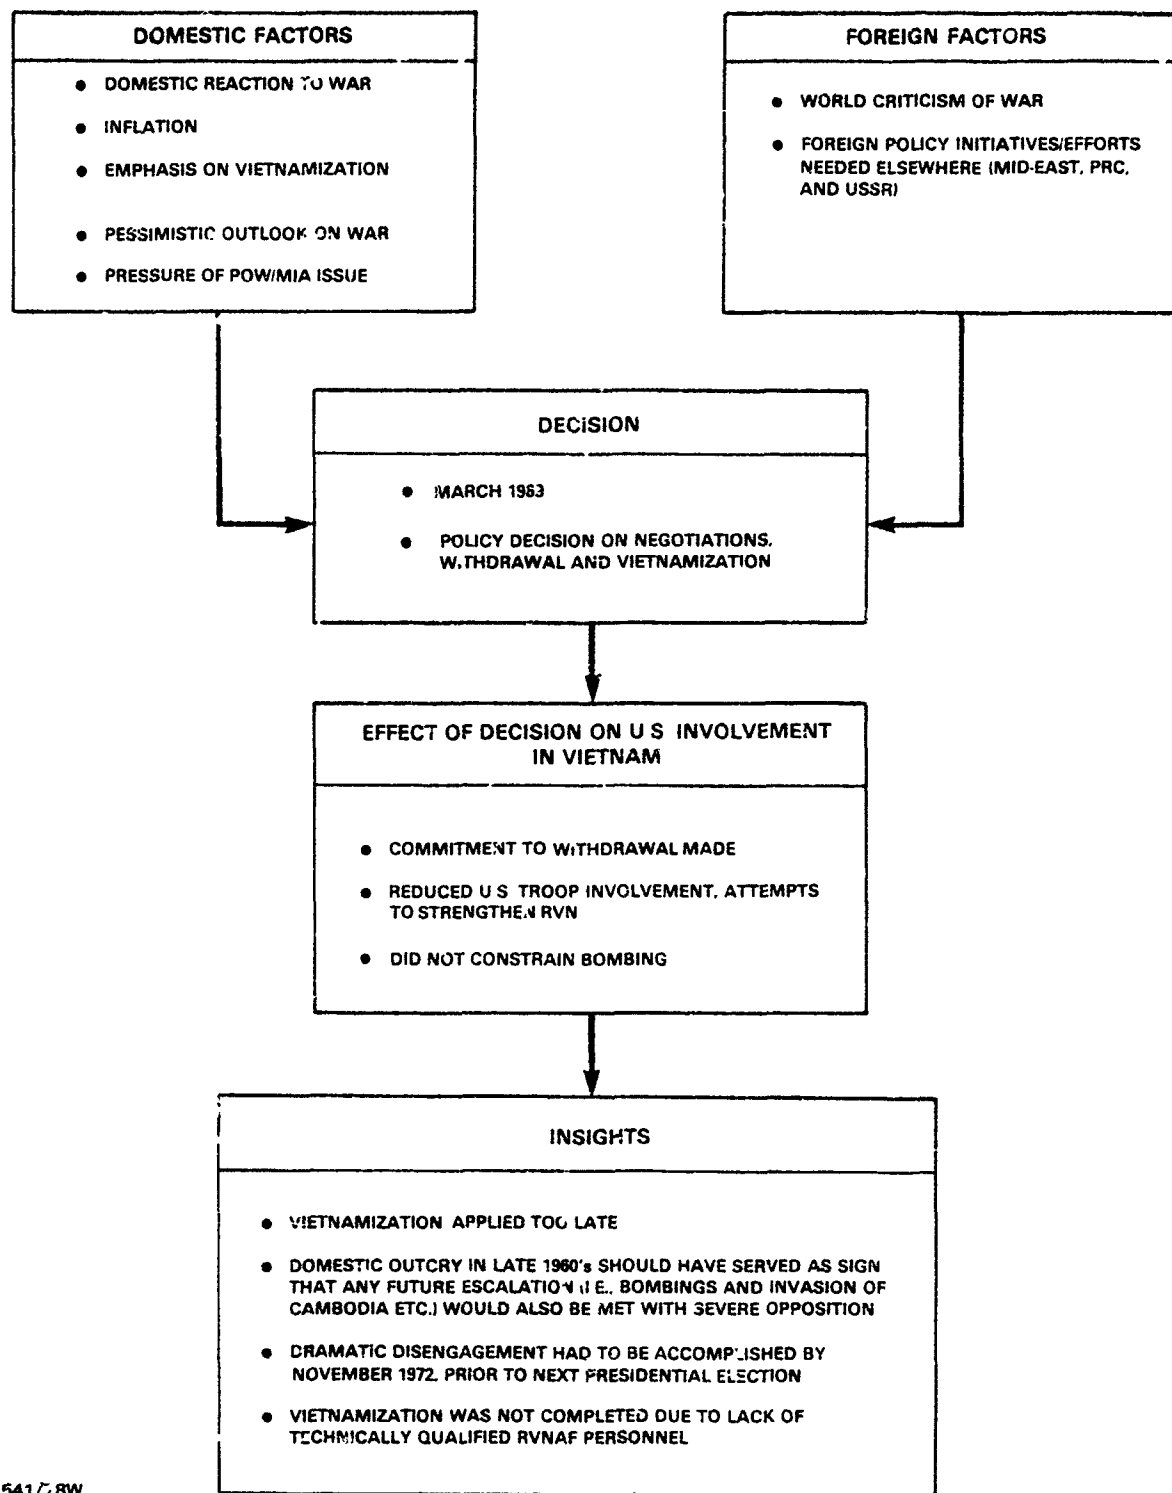 DOMESTIC FACTORS
• DOMESTIC REACTION TO WAR
• INFLATION
• EMPHASIS ON VIETNAMIZATION
• PESSIMISTIC OUTLOOK ON WAR
• PRESSURE OF POW/MIA ISSUE
FOREIGN FACTORS
• WORLD CRITICISM OF WAR
• FOREIGN POLICY INITIATIVES/EFFORTS
NEEDED ELSEWHERE (MID-EAST, PRC,
AND USSR)
DECISION
• MARCH
• POLICY DECISION ON NEGOTIATIONS,
WITHDRAWAL AND VIETNAMIZATION
EFFECT OF DECISION ON U S INVOLVEMENT
IN VIETNAM
• COMMITMENT TO WITHDRAWAL MADE
• REDUCED U S TROOP INVOLVEMENT, ATTEMPTS
TO STRENGTHEN RVN
• DID NOT CONSTRAIN BOMBING
INSIGHTS
• VIETNAMIZATION APPLIED TOO LATE
• DOMESTIC OUTCRY IN LATE 1960's SHOULD HAVE SERVED AS SIGN
THAT ANY FUTURE ESCALATION (I E., BOMBINGS AND INVASION OF
CAMBODIA ETC.) WOULD ALSO BE MET WITH SEVERE OPPOSITION
• DRAMATIC DISENGAGEMENT HAD TO BE ACCOMPLISHED BY
NOVEMBER 1972, PRIOR TO NEXT PRESIDENTIAL ELECTION
• VIETNAMIZATION WAS NOT COMPLETED DUE TO LACK OF
TECHNICALLY QUALIFIED RVNAF PERSONNEL